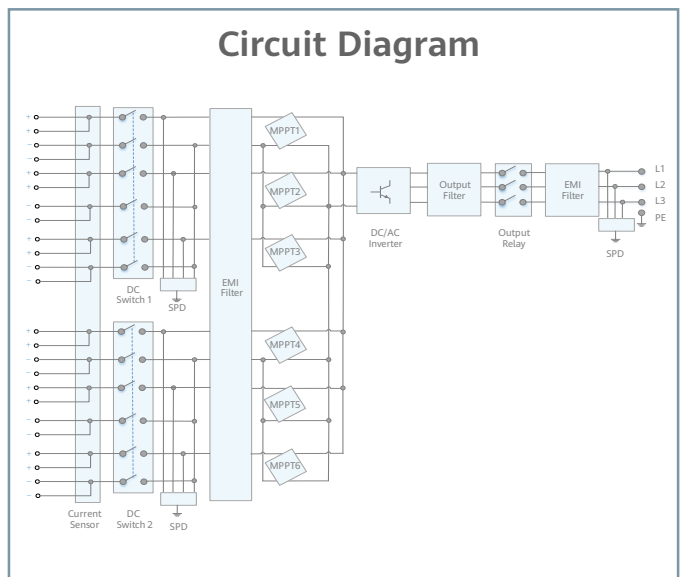 Circuit Diagram
+
+
−
−
+
+
−
−
+
+
−
−
DC
Switch 1
SPD
+
+
−
−
+
+
−
−
+
+
−
−
Current
Sensor
DC
Switch 2
SPD
EMI
Filter
MPPT1
MPPT2
MPPT3
MPPT4
MPPT5
MPPT6
DC/AC
Inverter
Output
Filter
Output
Relay
EMI
Filter
SPD
L1
L2
L3
PE